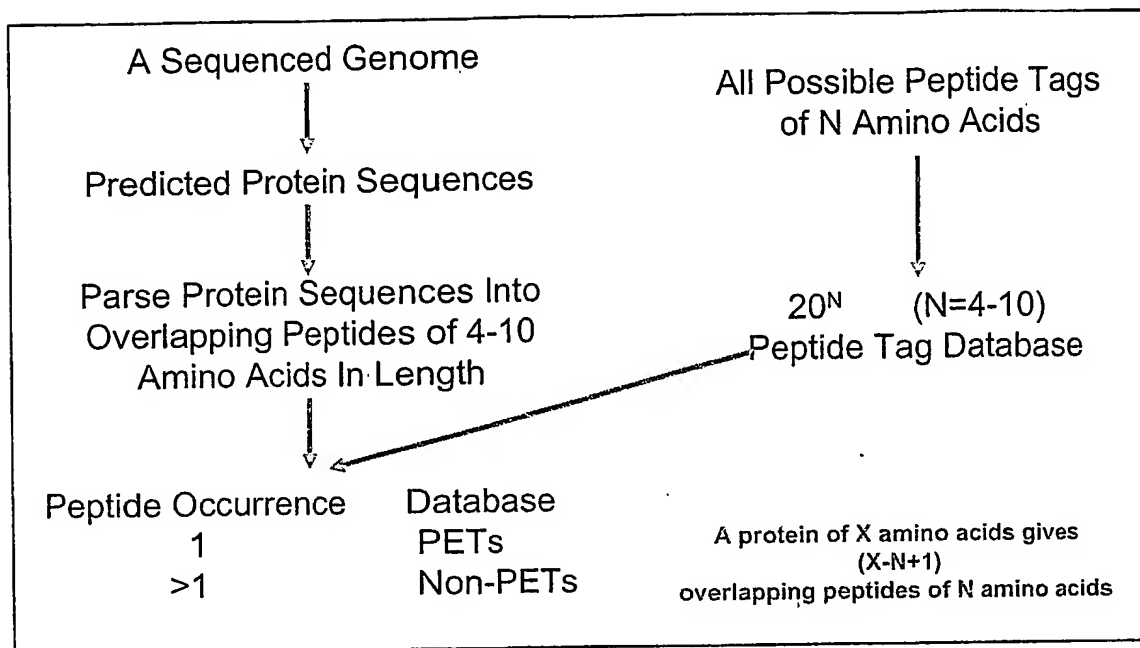 A Sequenced Genome
Predicted Protein Sequences
Parse Protein Sequences Into
Overlapping Peptides of 4-10
Amino Acids In Length
All Possible Peptide Tags
of N Amino Acids
20ᴺ (N=4-10)
Peptide Tag Database
Peptide Occurrence Database
1 PETs
>1 Non-PETs
A protein of X amino acids gives
(X-N+1)
overlapping peptides of N amino acids